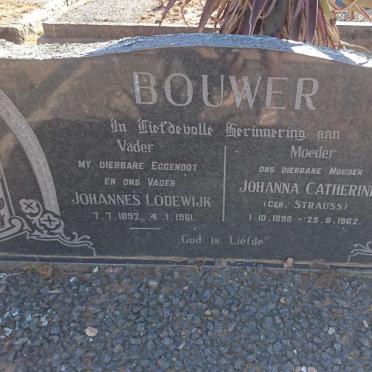 BOUWER
In Liefdevolle Herinnering aan
Vader
MY DIERBARE EGGENOOT
EN ONS VADER
JOHANNES LODEWIJK
7.7.1892. 4.1.1961.
Moeder
ONS DIERBARE MOEDER
JOHANNA CATHERIN
(GEB. STRAUSS)
1.10.1898 - 25.8.1962.
"God is Liefde"